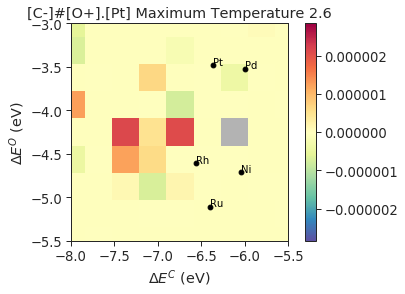 [C-]#[O+].[Pt] Maximum Temperature 2.6
−3.0
−3.5
−4.0
−4.5
−5.0
−5.5
ΔE^O (eV)
−8.0 −7.5 −7.0 −6.5 −6.0 −5.5
ΔE^C (eV)
Pt
Pd
Rh
Ni
Ru
0.000002
0.000001
0.000000
−0.000001
−0.000002